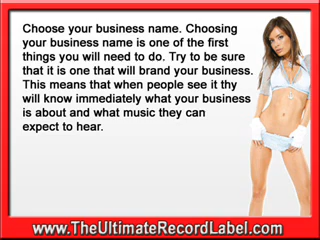 Choose your business name. Choosing
your business name is one of the first
things you will need to do. Try to be sure
that it is one that will brand your business.
This means that when people see it thy
will know immediately what your business
is about and what music they can
expect to hear.
www.TheUltimateRecordLabel.com